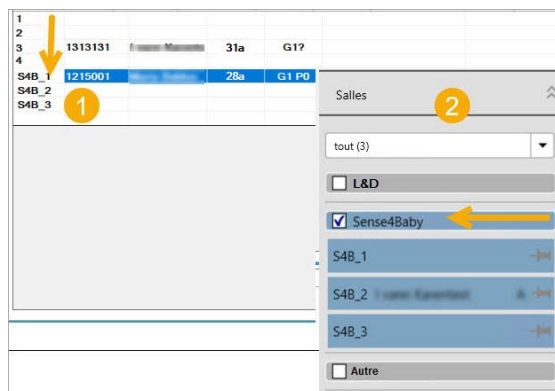 1
2
3 1313131 31a G1?
4
S4B_1 1215001 28a G1 P0
S4B_2
S4B_3
1
Salles
2
tout (3)
L&D
Sense4Baby
S4B_1
S4B_2 A
S4B_3
Autre